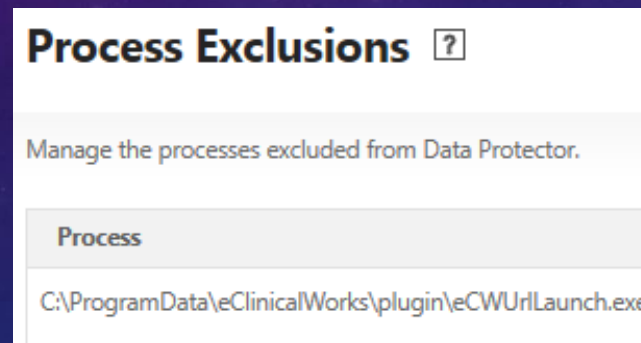 Process Exclusions ?
Manage the processes excluded from Data Protector.
Process
C:\ProgramData\eClinicalWorks\plugin\eCWUrlLaunch.exe